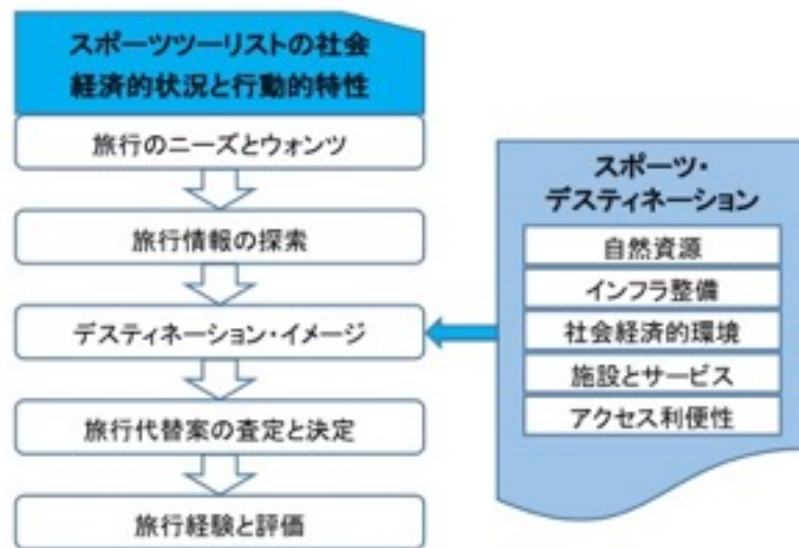 スポーツツーリストの社会
経済的状況と行動的特性
旅行のニーズとウォンツ
旅行情報の探索
デスティネーション・イメージ
旅行代替案の査定と決定
旅行経験と評価
スポーツ・
デスティネーション
自然資源
インフラ整備
社会経済的環境
施設とサービス
アクセス利便性